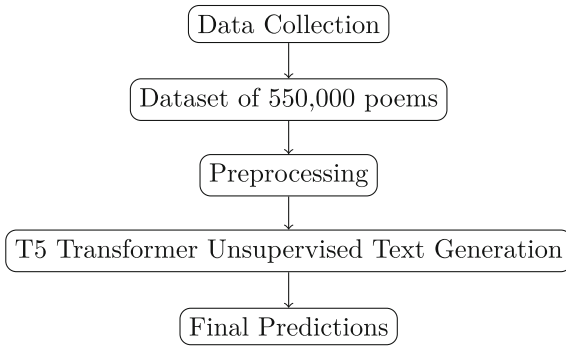 Data Collection
Dataset of 550,000 poems
Preprocessing
T5 Transformer Unsupervised Text Generation
Final Predictions